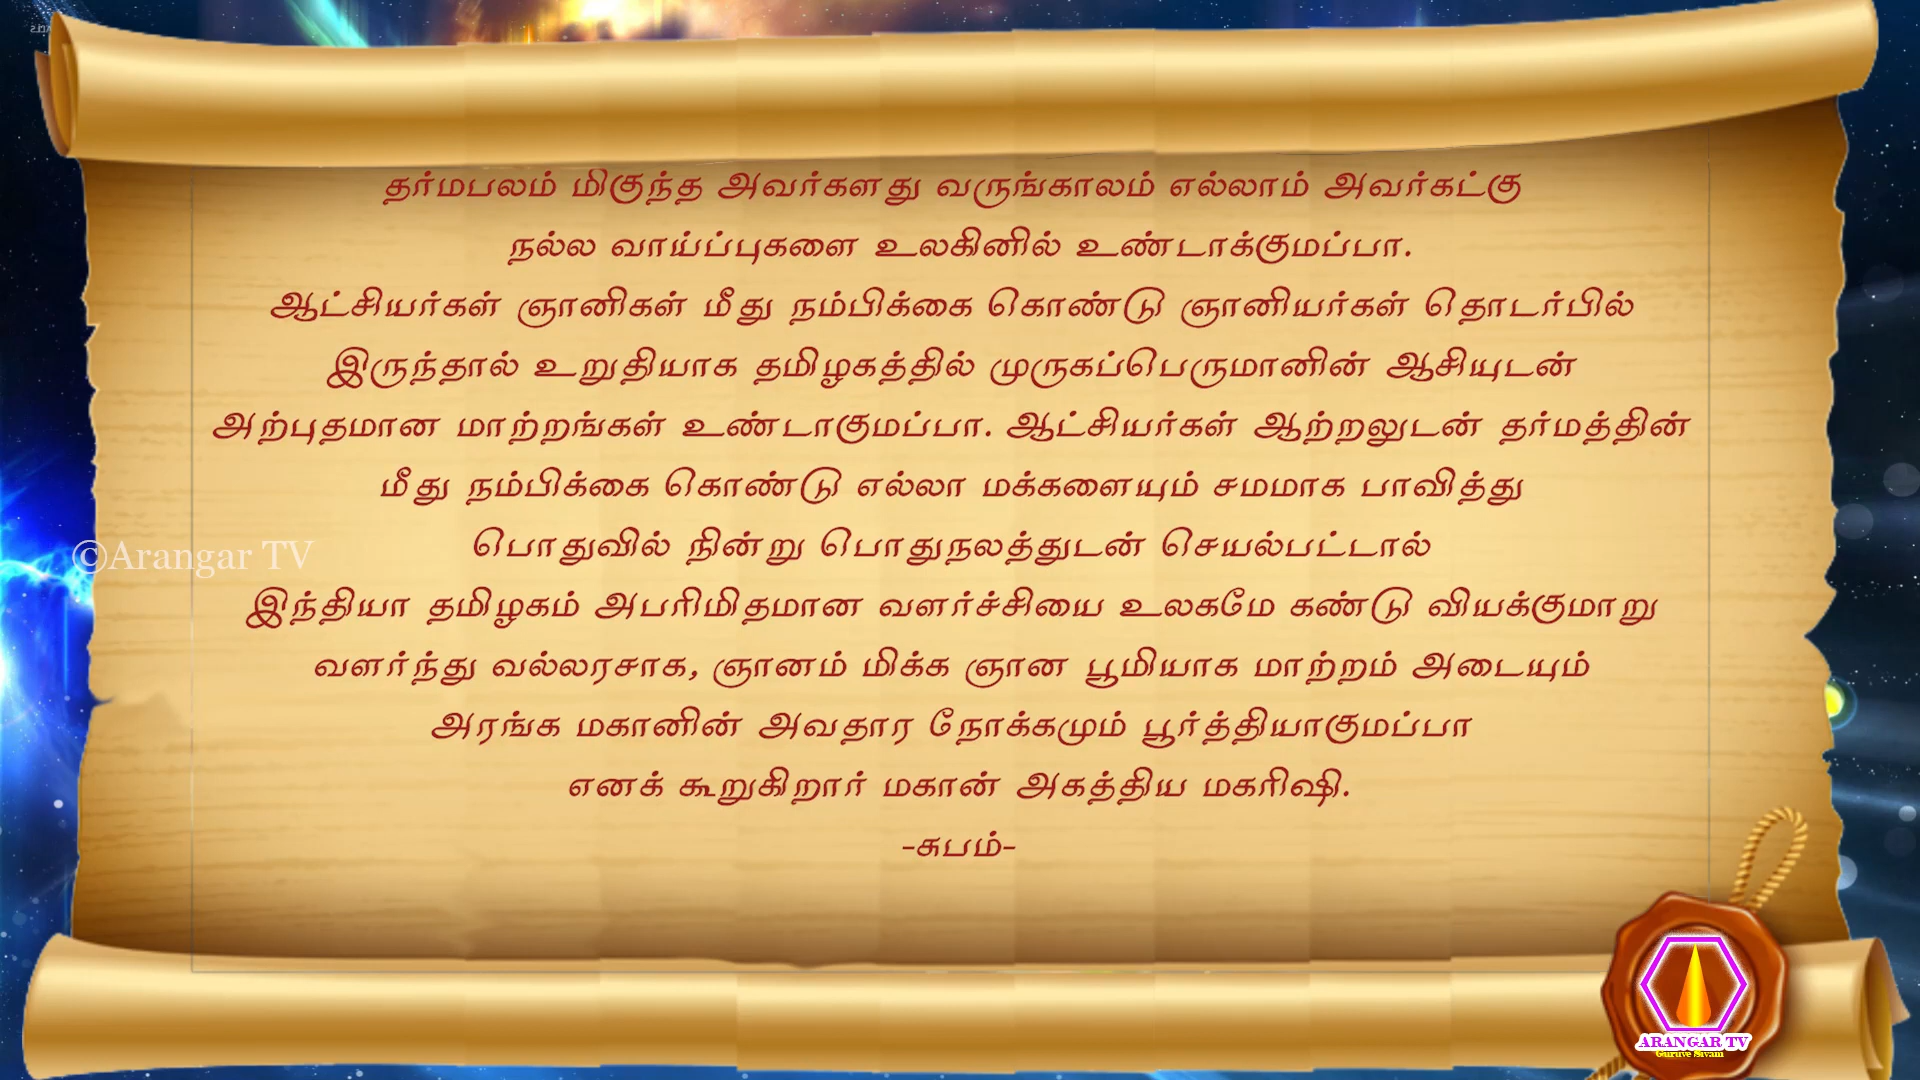 தர்மபலம் மிகுந்த அவர்களது வருங்காலம் எல்லாம் அவர்கட்கு
நல்ல வாய்ப்புகளை உலகினில் உண்டாக்குமப்பா.
ஆட்சியர்கள் ஞானிகள் மீது நம்பிக்கை கொண்டு ஞானியர்கள் தொடர்பில்
இருந்தால் உறுதியாக தமிழகத்தில் முருகப்பெருமானின் ஆசியுடன்
அற்புதமான மாற்றங்கள் உண்டாகுமப்பா. ஆட்சியர்கள் ஆற்றலுடன் தர்மத்தின்
மீது நம்பிக்கை கொண்டு எல்லா மக்களையும் சமமாக பாவித்து
பொதுவில் நின்று பொதுநலத்துடன் செயல்பட்டால்
©Arangar TV
இந்தியா தமிழகம் அபரிமிதமான வளர்ச்சியை உலகமே கண்டு வியக்குமாறு
வளர்ந்து வல்லரசாக, ஞானம் மிக்க ஞான பூமியாக மாற்றம் அடையும்
அரங்க மகானின் அவதார நோக்கமும் பூர்த்தியாகுமப்பா
எனக் கூறுகிறார் மகான் அகத்திய மகரிஷி.
-சுபம்-
ARANGAR TV
Guruve Sivam